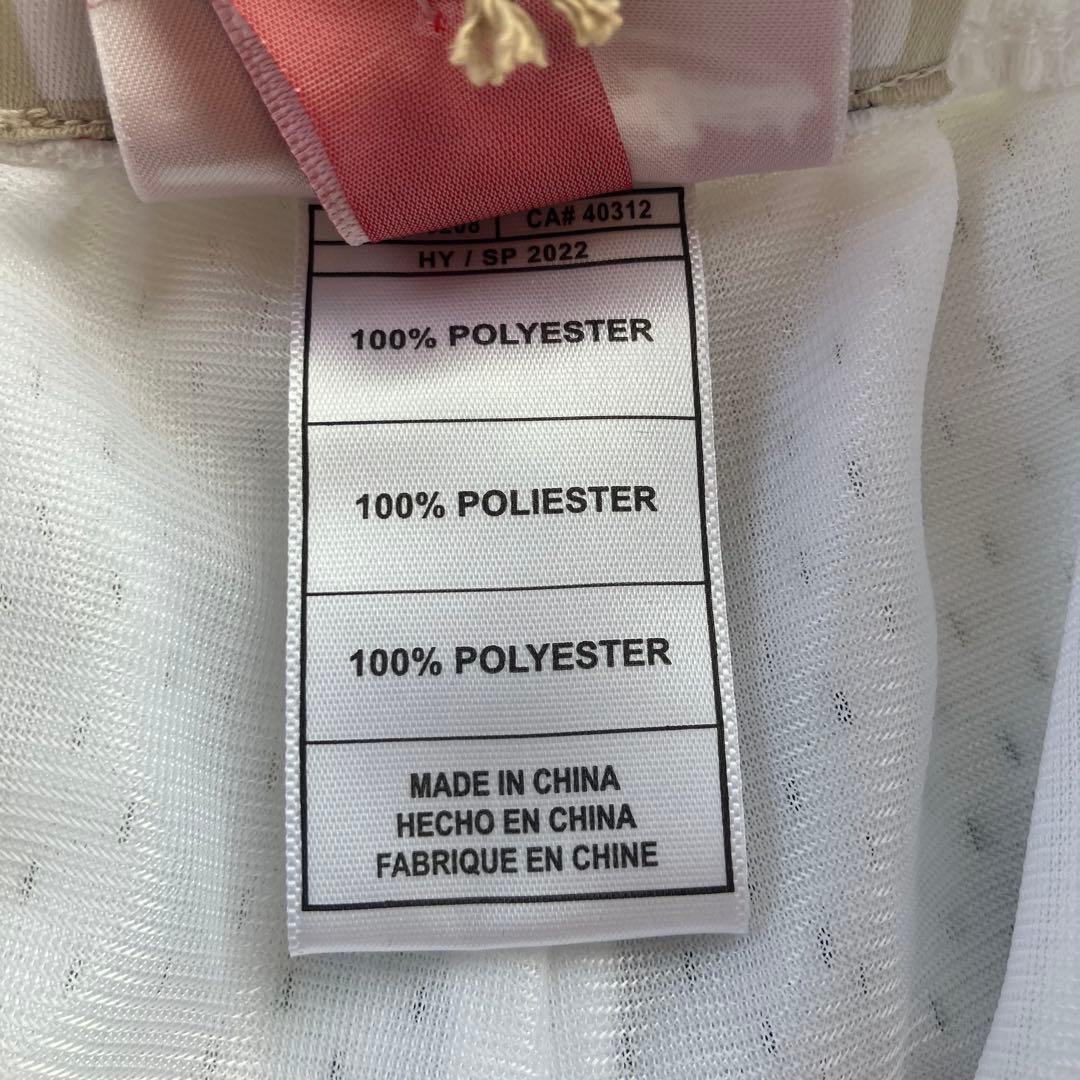 CA# 40312
HY / SP 2022
100% POLYESTER
100% POLIESTER
100% POLYESTER
MADE IN CHINA
HECHO EN CHINA
FABRIQUE EN CHINE